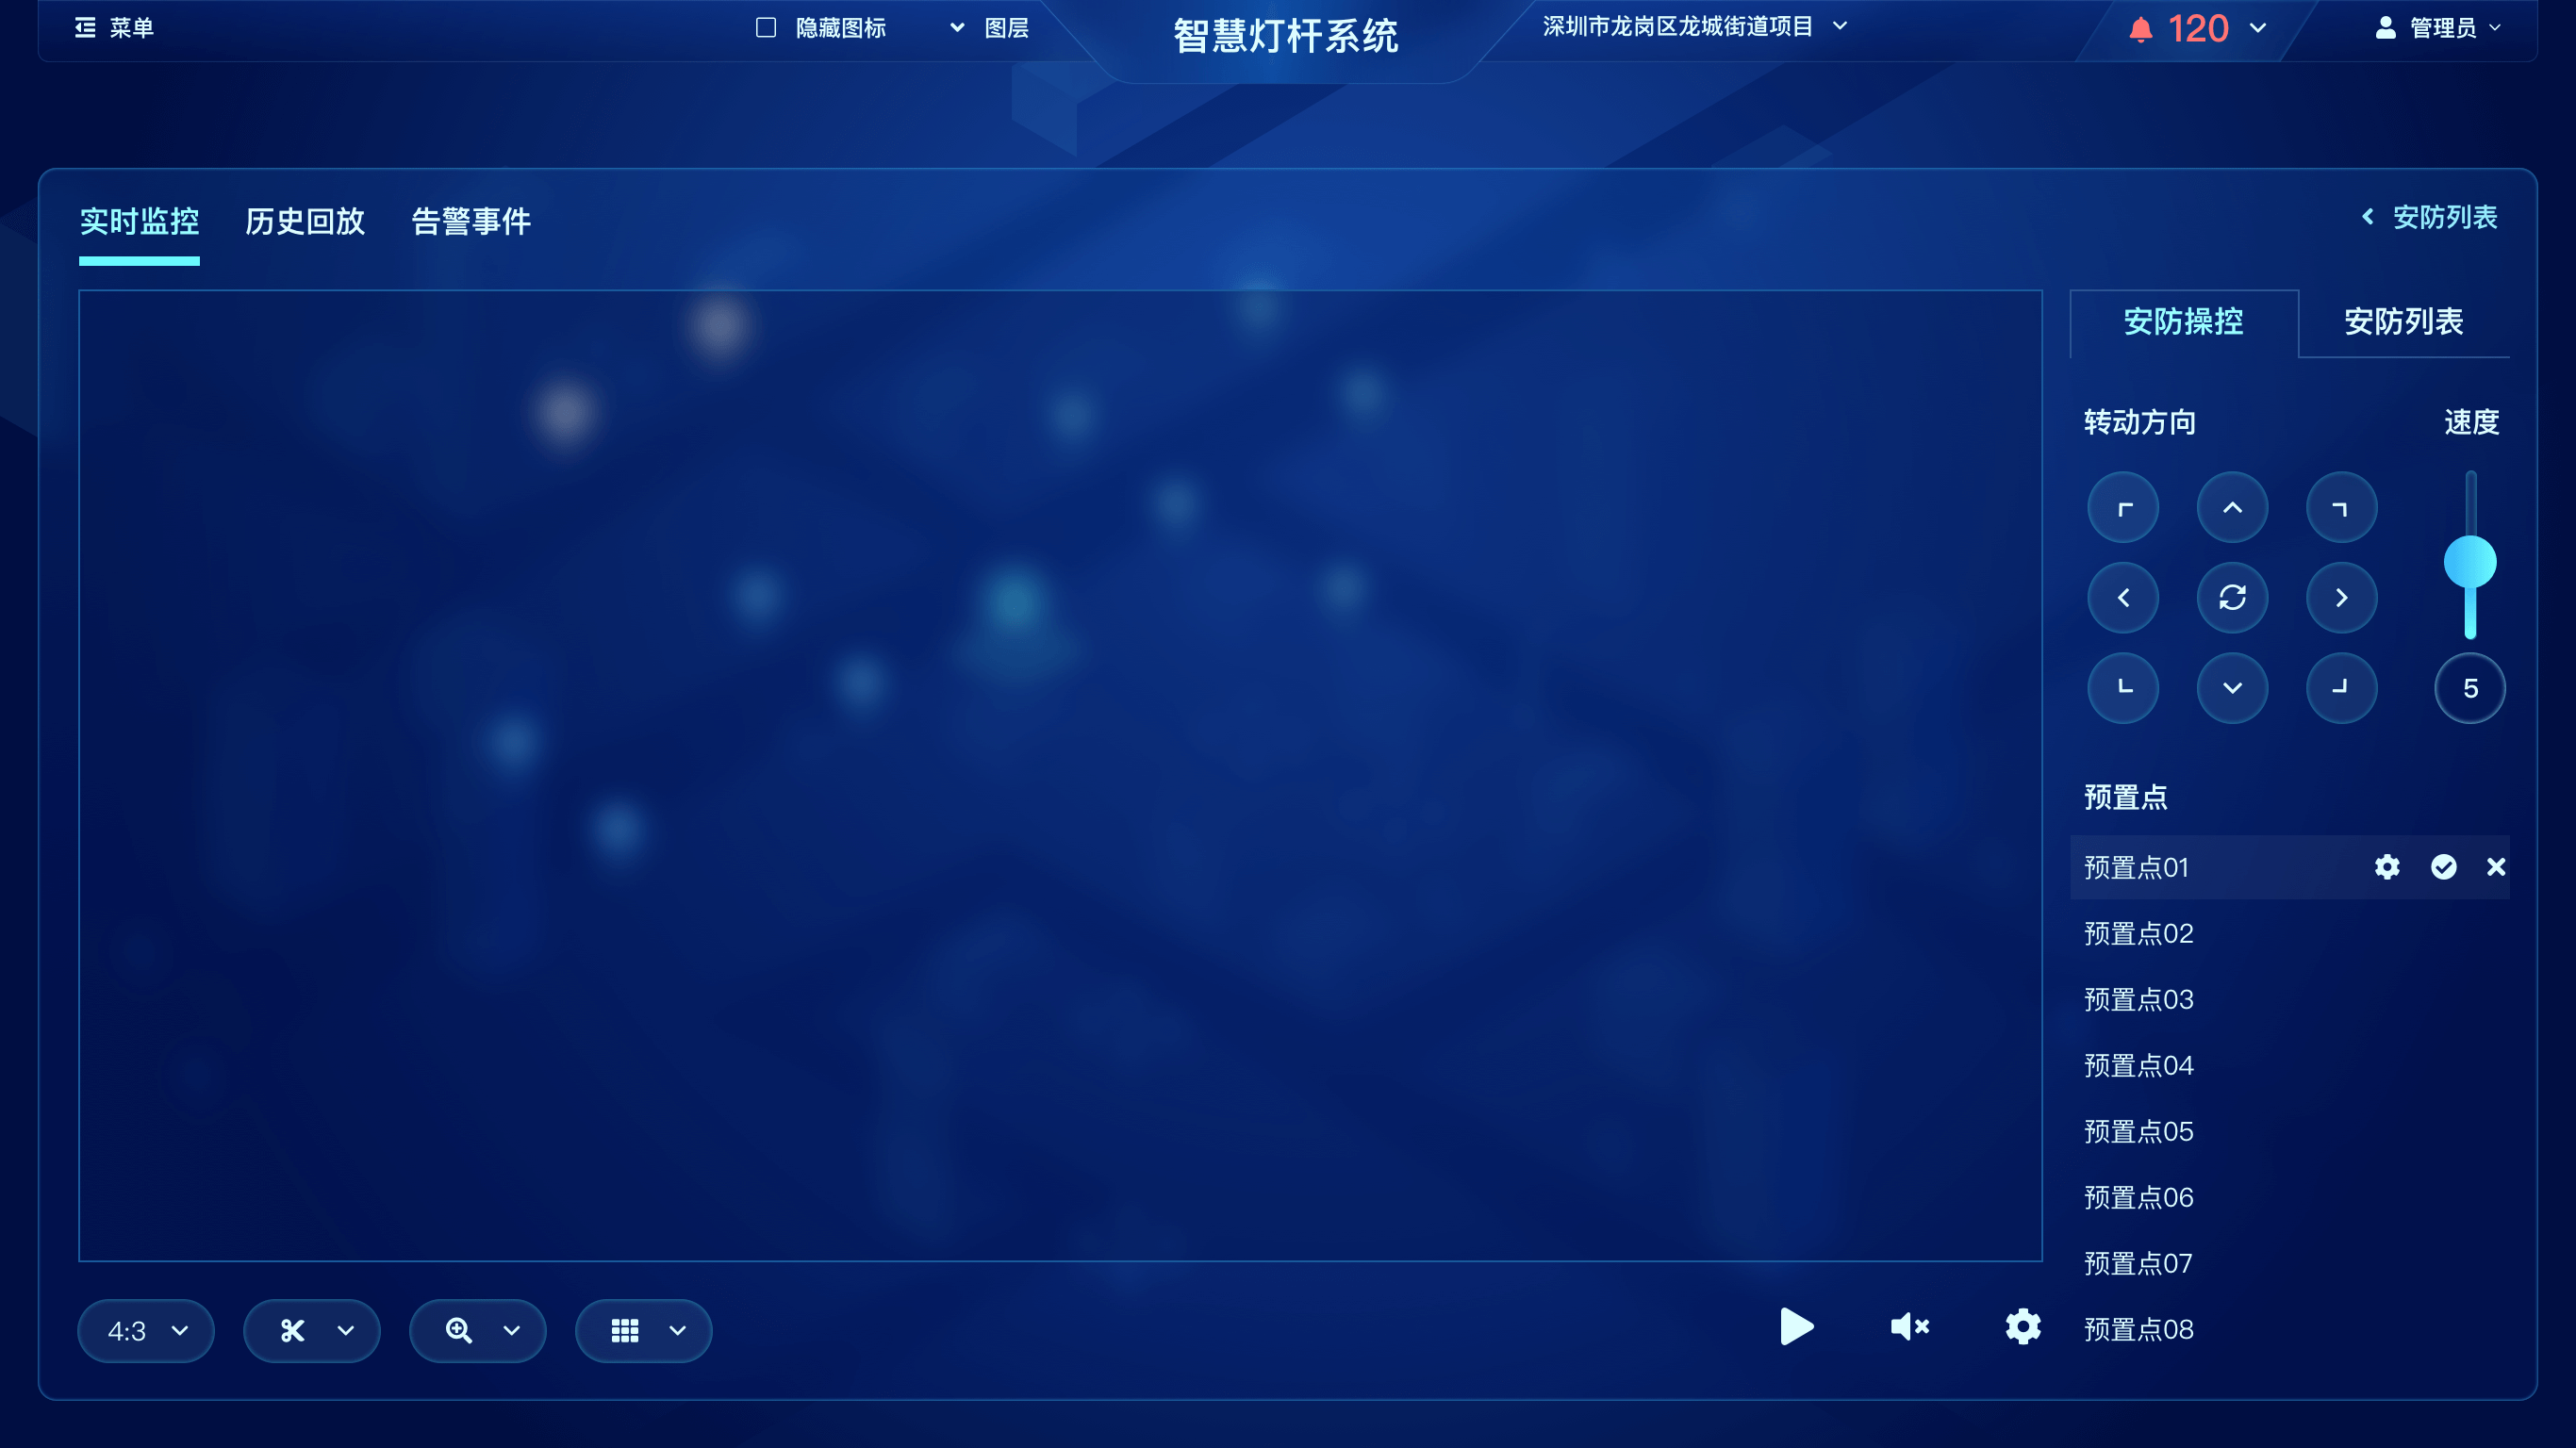 菜单
隐藏图标
图层
智慧灯杆系统
深圳市龙岗区龙城街道项目
120
管理员
实时监控 历史回放 告警事件
安防列表
安防操控 安防列表
转动方向 速度
5
预置点
预置点01
预置点02
预置点03
预置点04
预置点05
预置点06
预置点07
预置点08
4:3